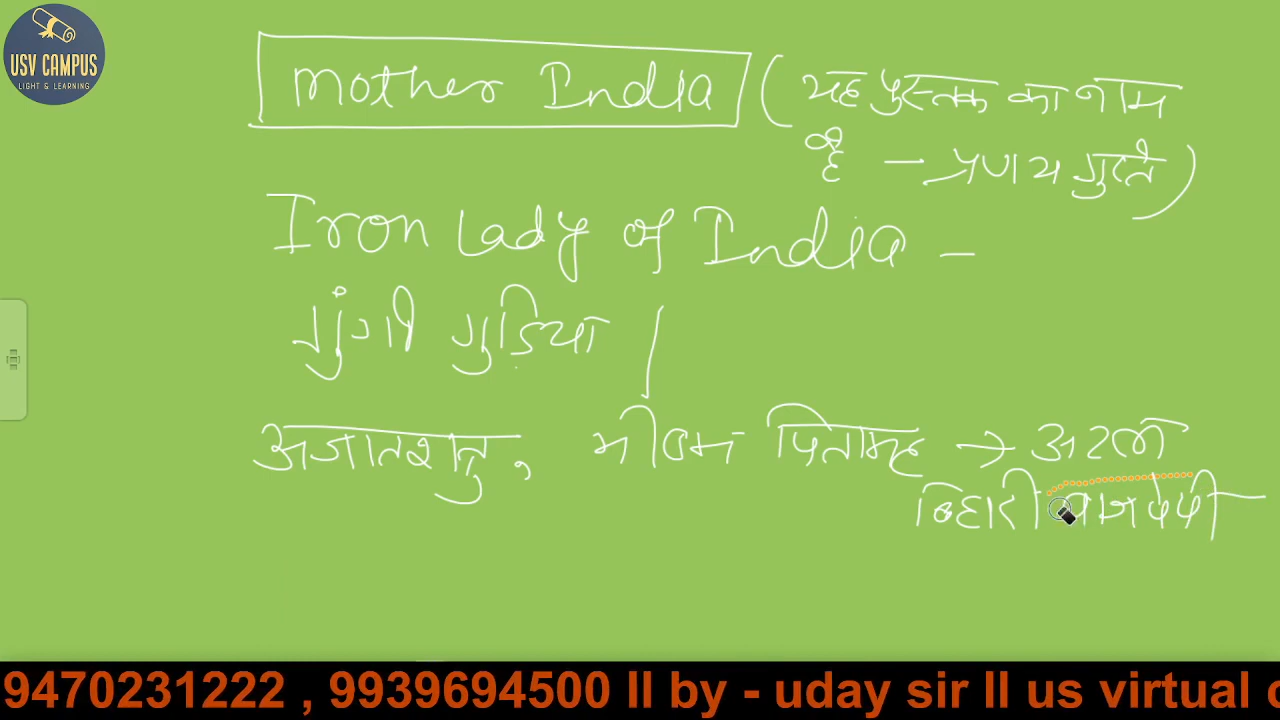 USV CAMPUS
LIGHT & LEARNING
Mother India (यह पुस्तक का नाम
है - प्रणय गुप्ते)
Iron Lady of India -
गुंगी गुड़िया |
अजातशत्रु, भीष्म पितामह → अटल
बिहारी वाजपेयी
9470231222 , 9939694500 ll by - uday sir ll us virtual c